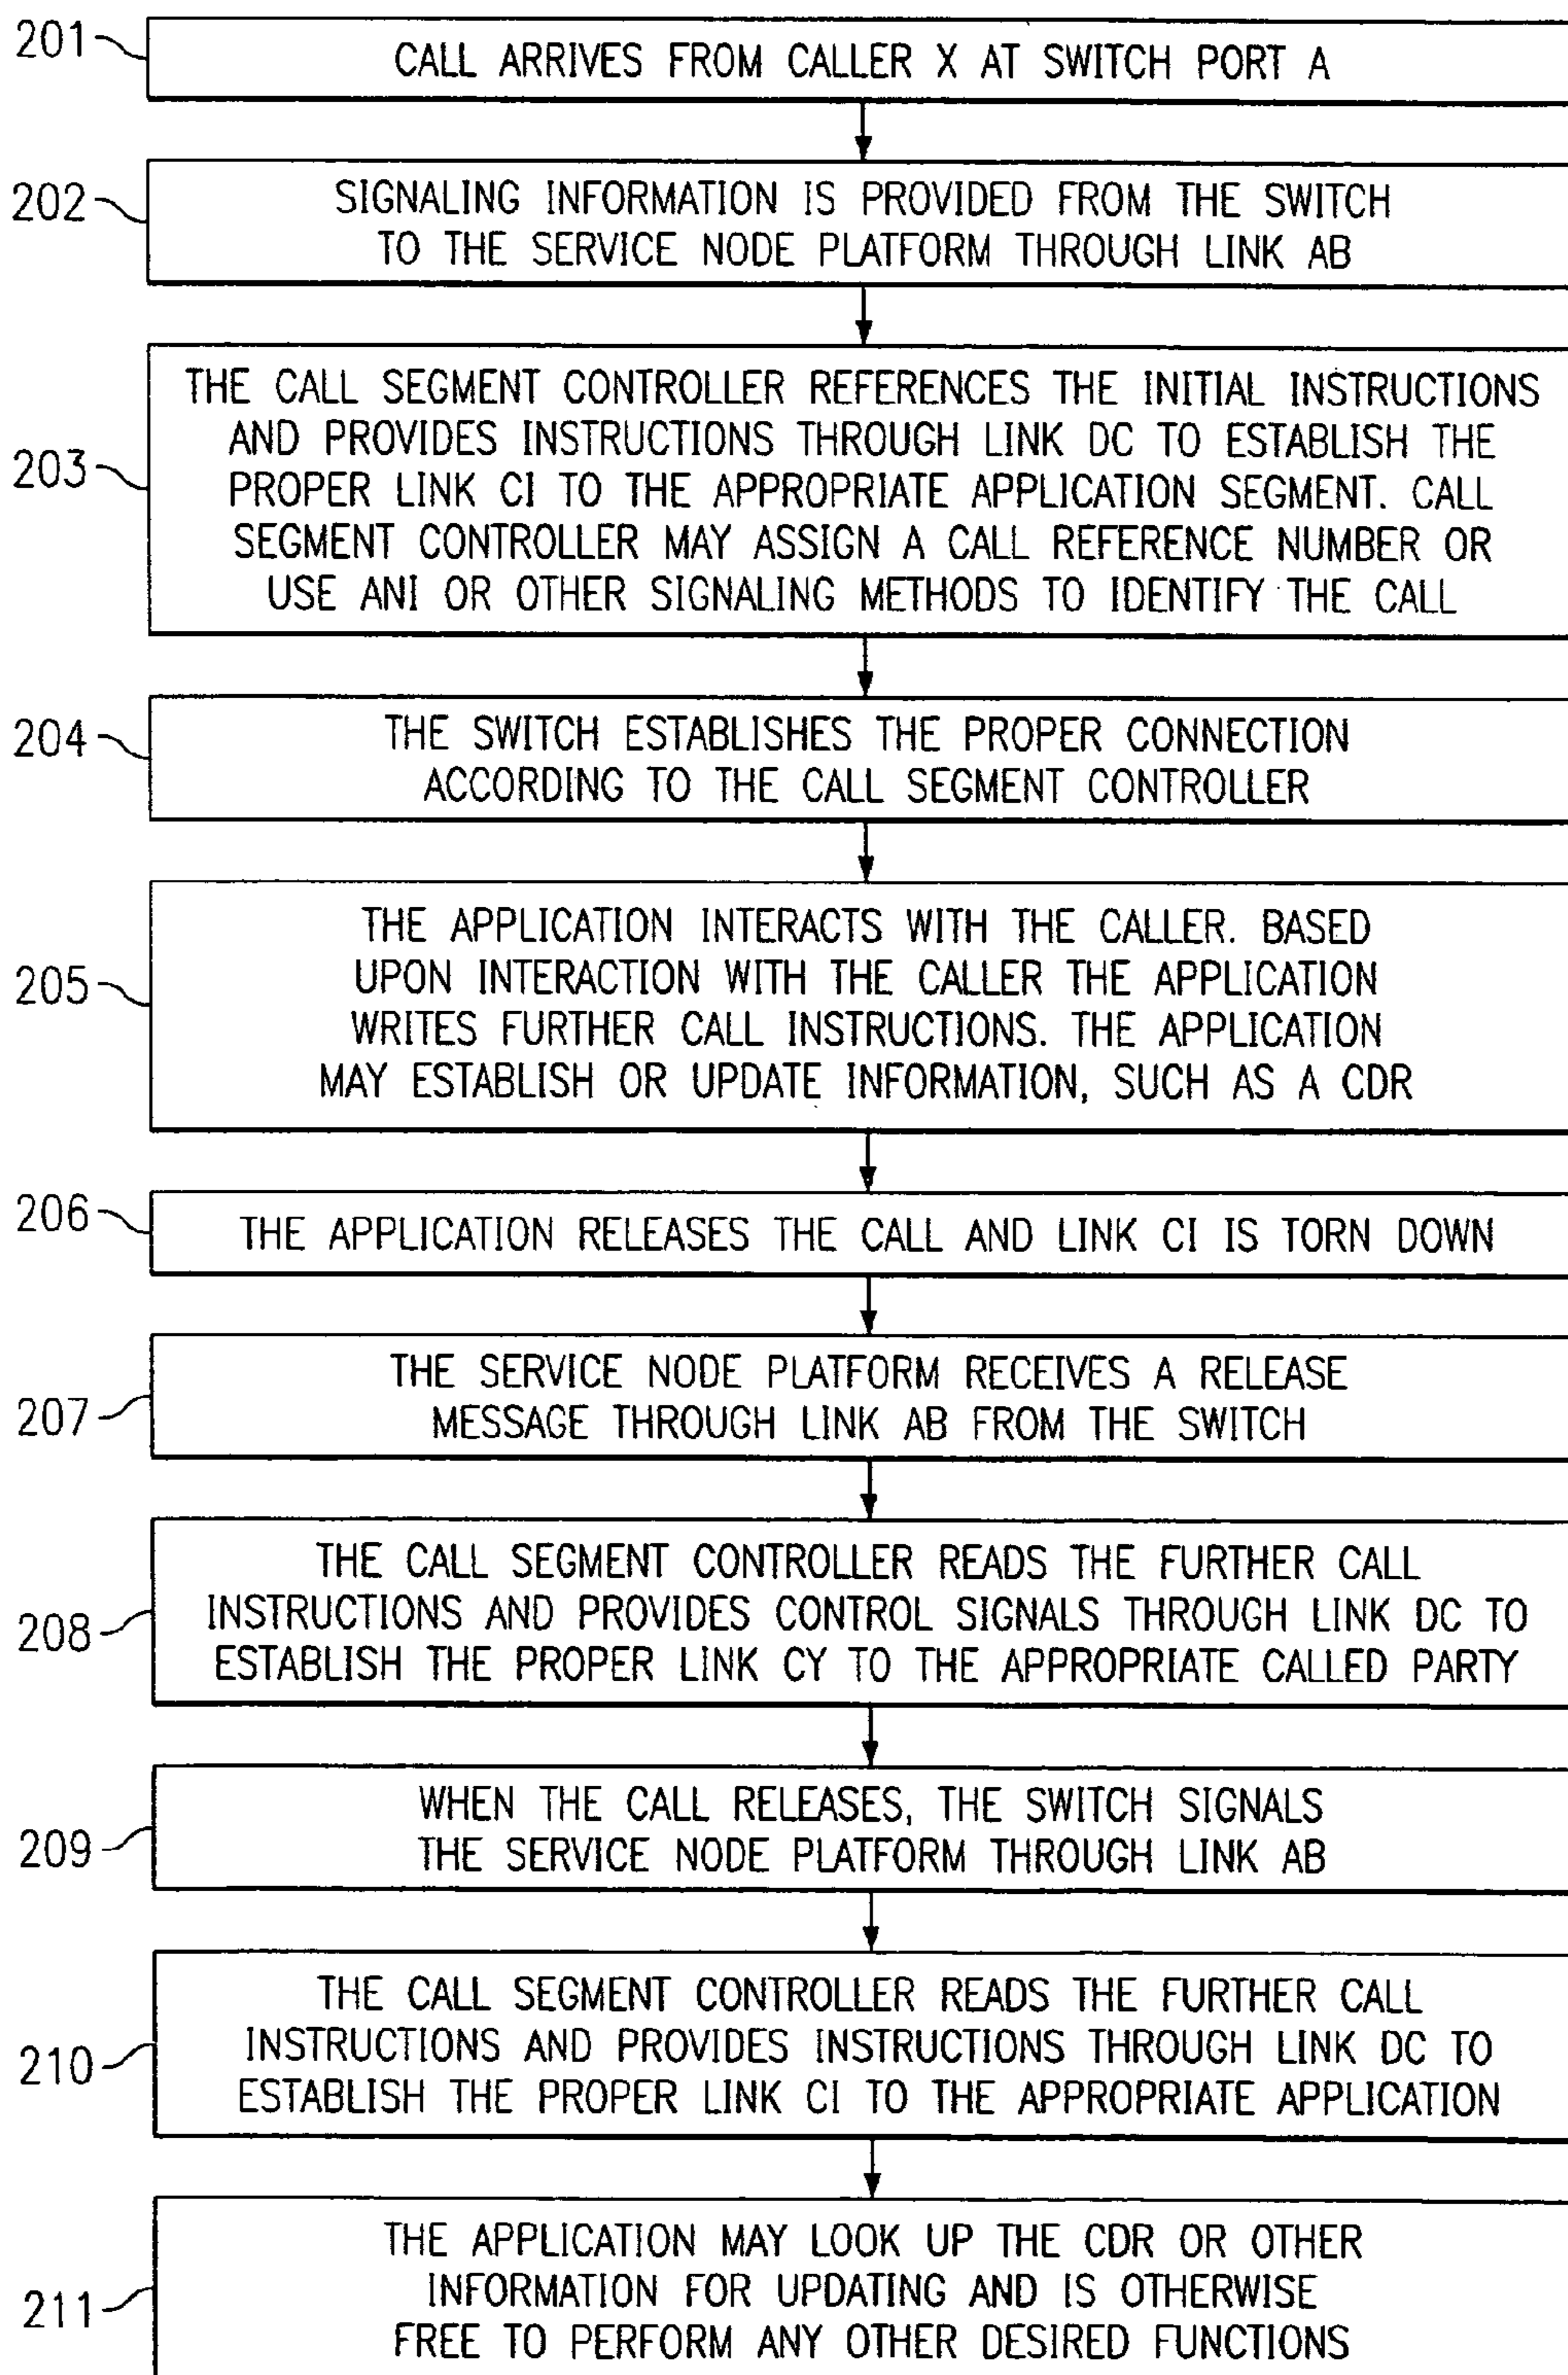 201
CALL ARRIVES FROM CALLER X AT SWITCH PORT A
202
SIGNALING INFORMATION IS PROVIDED FROM THE SWITCH
TO THE SERVICE NODE PLATFORM THROUGH LINK AB
203
THE CALL SEGMENT CONTROLLER REFERENCES THE INITIAL INSTRUCTIONS
AND PROVIDES INSTRUCTIONS THROUGH LINK DC TO ESTABLISH THE
PROPER LINK CI TO THE APPROPRIATE APPLICATION SEGMENT. CALL
SEGMENT CONTROLLER MAY ASSIGN A CALL REFERENCE NUMBER OR
USE ANI OR OTHER SIGNALING METHODS TO IDENTIFY THE CALL
204
THE SWITCH ESTABLISHES THE PROPER CONNECTION
ACCORDING TO THE CALL SEGMENT CONTROLLER
205
THE APPLICATION INTERACTS WITH THE CALLER. BASED
UPON INTERACTION WITH THE CALLER THE APPLICATION
WRITES FURTHER CALL INSTRUCTIONS. THE APPLICATION
MAY ESTABLISH OR UPDATE INFORMATION, SUCH AS A CDR
206
THE APPLICATION RELEASES THE CALL AND LINK CI IS TORN DOWN
207
THE SERVICE NODE PLATFORM RECEIVES A RELEASE
MESSAGE THROUGH LINK AB FROM THE SWITCH
208
THE CALL SEGMENT CONTROLLER READS THE FURTHER CALL
INSTRUCTIONS AND PROVIDES CONTROL SIGNALS THROUGH LINK DC TO
ESTABLISH THE PROPER LINK CY TO THE APPROPRIATE CALLED PARTY
209
WHEN THE CALL RELEASES, THE SWITCH SIGNALS
THE SERVICE NODE PLATFORM THROUGH LINK AB
210
THE CALL SEGMENT CONTROLLER READS THE FURTHER CALL
INSTRUCTIONS AND PROVIDES INSTRUCTIONS THROUGH LINK DC TO
ESTABLISH THE PROPER LINK CI TO THE APPROPRIATE APPLICATION
211
THE APPLICATION MAY LOOK UP THE CDR OR OTHER
INFORMATION FOR UPDATING AND IS OTHERWISE
FREE TO PERFORM ANY OTHER DESIRED FUNCTIONS